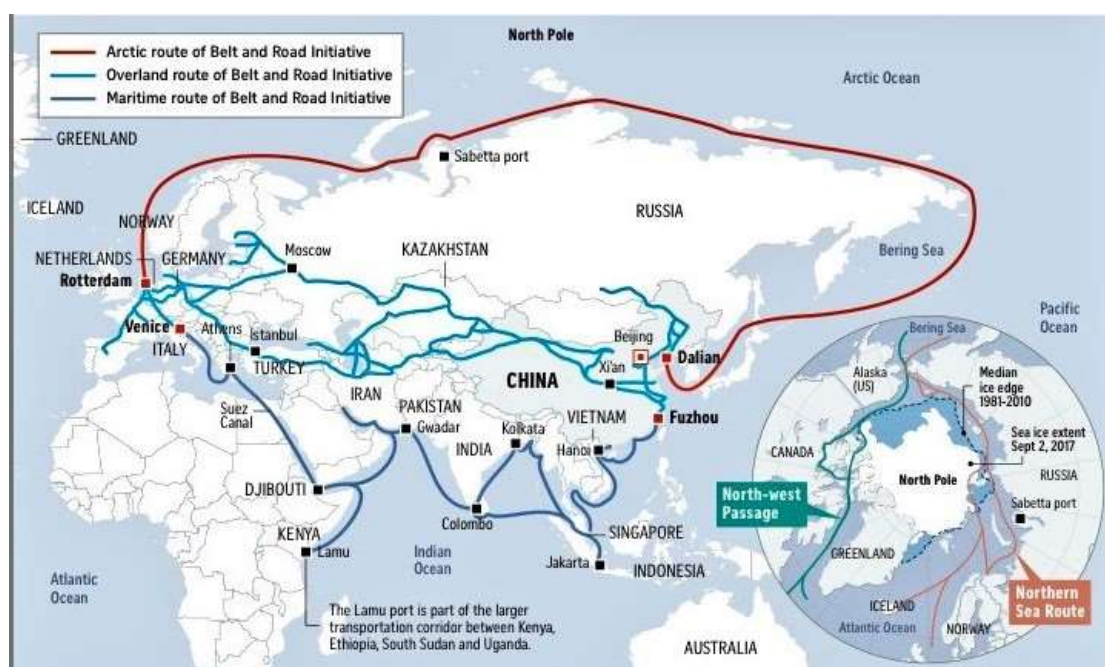 North Pole
Arctic route of Belt and Road Initiative
Overland route of Belt and Road Initiative
Maritime route of Belt and Road Initiative
Arctic Ocean
GREENLAND
Sabetta port
ICELAND
NORWAY
RUSSIA
KAZAKHSTAN
Bering Sea
NETHERLANDS
GERMANY
Moscow
Rotterdam
Pacific
Ocean
Venice
Athens
Istanbul
Beijing
Dalian
ITALY
TURKEY
Xi'an
CHINA
IRAN
Suez
Canal
PAKISTAN
Gwadar
VIETNAM
Kolkata
Fuzhou
INDIA
Hanoi
DJIBOUTI
Colombo
SINGAPORE
KENYA
Lamu
Indian
Ocean
Jakarta
INDONESIA
Atlantic
Ocean
The Lamu port is part of the larger
transportation corridor between Kenya,
Ethiopia, South Sudan and Uganda.
AUSTRALIA
Bering Sea
Alaska
(US)
Median
ice edge
1981-2010
CANADA
Sea ice extent
Sept 2, 2017
North Pole
RUSSIA
North-west
Passage
Sabetta port
GREENLAND
Northern
Sea Route
ICELAND
Atlantic Ocean
NORWAY